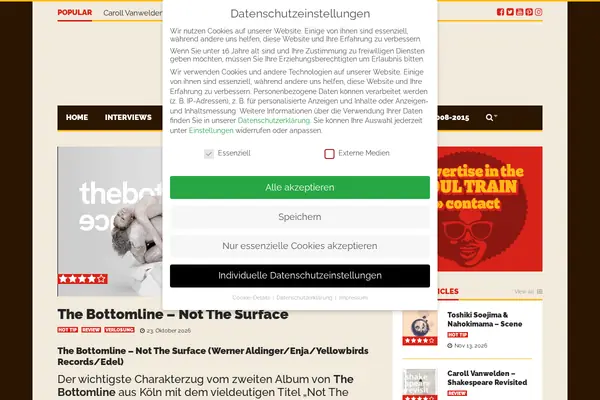 POPULAR
Caroll Vanwelden
HOME
INTERVIEWS
2008-2015
Datenschutzeinstellungen
Wir nutzen Cookies auf unserer Website. Einige von ihnen sind essenziell,
während andere uns helfen, diese Website und Ihre Erfahrung zu verbessern.
Wenn Sie unter 16 Jahre alt sind und Ihre Zustimmung zu freiwilligen Diensten
geben möchten, müssen Sie Ihre Erziehungsberechtigten um Erlaubnis bitten.
Wir verwenden Cookies und andere Technologien auf unserer Website. Einige
von ihnen sind essenziell, während andere uns helfen, diese Website und Ihre
Erfahrung zu verbessern. Personenbezogene Daten können verarbeitet werden
(z. B. IP-Adressen), z. B. für personalisierte Anzeigen und Inhalte oder Anzeigen-
und Inhaltsmessung. Weitere Informationen über die Verwendung Ihrer Daten
finden Sie in unserer Datenschutzerklärung. Sie können Ihre Auswahl jederzeit
unter Einstellungen widerrufen oder anpassen.
Essenziell
Externe Medien
Alle akzeptieren
Speichern
Nur essenzielle Cookies akzeptieren
Individuelle Datenschutzeinstellungen
Cookie-Details | Datenschutzerklärung | Impressum
thebott
The Bottomline – Not The Surface
HOT TIP
REVIEW
VERLOSUNG
23. Oktober 2026
The Bottomline – Not The Surface (Werner Aldinger/Enja/Yellowbirds
Records/Edel)
Der wichtigste Charakterzug vom zweiten Album von The
Bottomline aus Köln mit dem vieldeutigen Titel „Not The
vertise in the
OUL TRAIN
contact
View all
Toshiki Soejima &
Nahokimama – Scene
HOT TIP
REVIEW
Nov 13, 2026
Caroll Vanwelden –
Shakespeare Revisited
HOT TIP
REVIEW